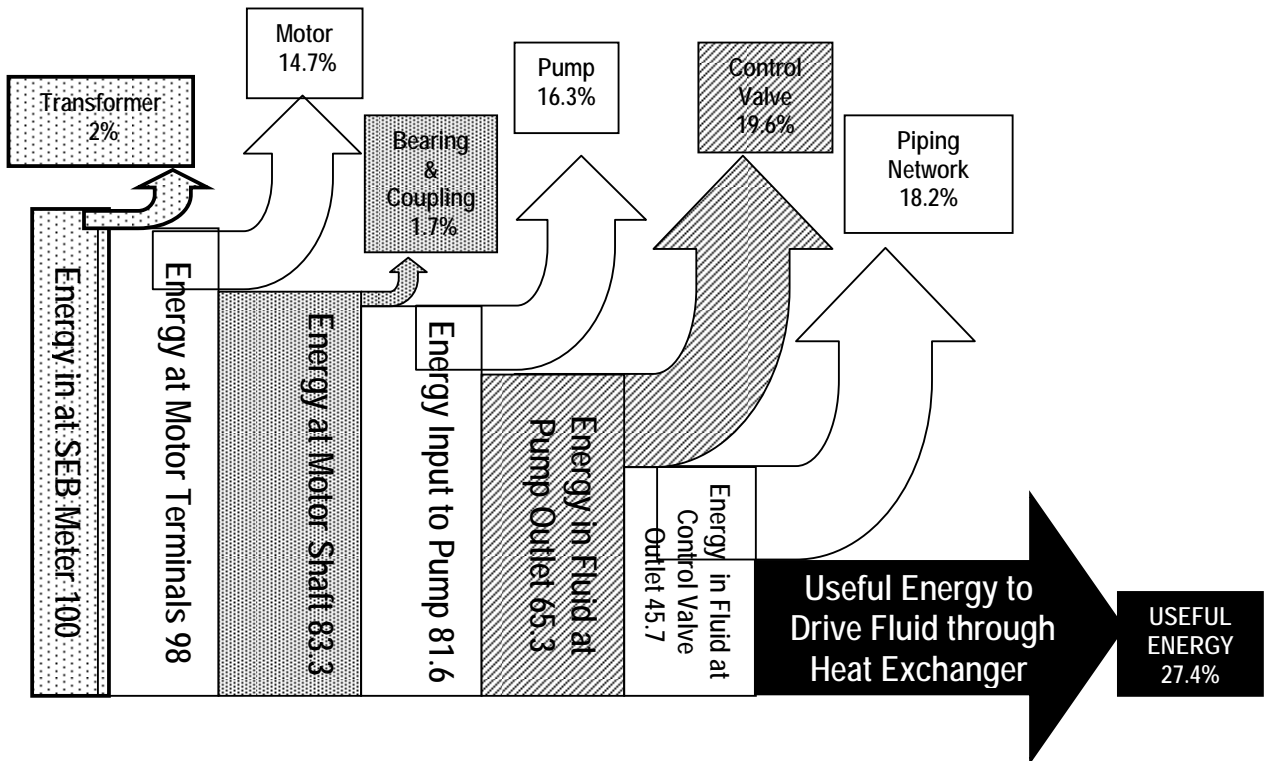 Motor
14.7%
Transformer
2%
Bearing
&
Coupling
1.7%
Pump
16.3%
Control
Valve
19.6%
Piping
Network
18.2%
Energy in at SEB Meter 100
Energy at Motor Terminals 98
Energy at Motor Shaft 83.3
Energy Input to Pump 81.6
Energy in Fluid at
Pump Outlet 65.3
Energy in Fluid at
Control Valve
Outlet 45.7
Useful Energy to
Drive Fluid through
Heat Exchanger
USEFUL
ENERGY
27.4%